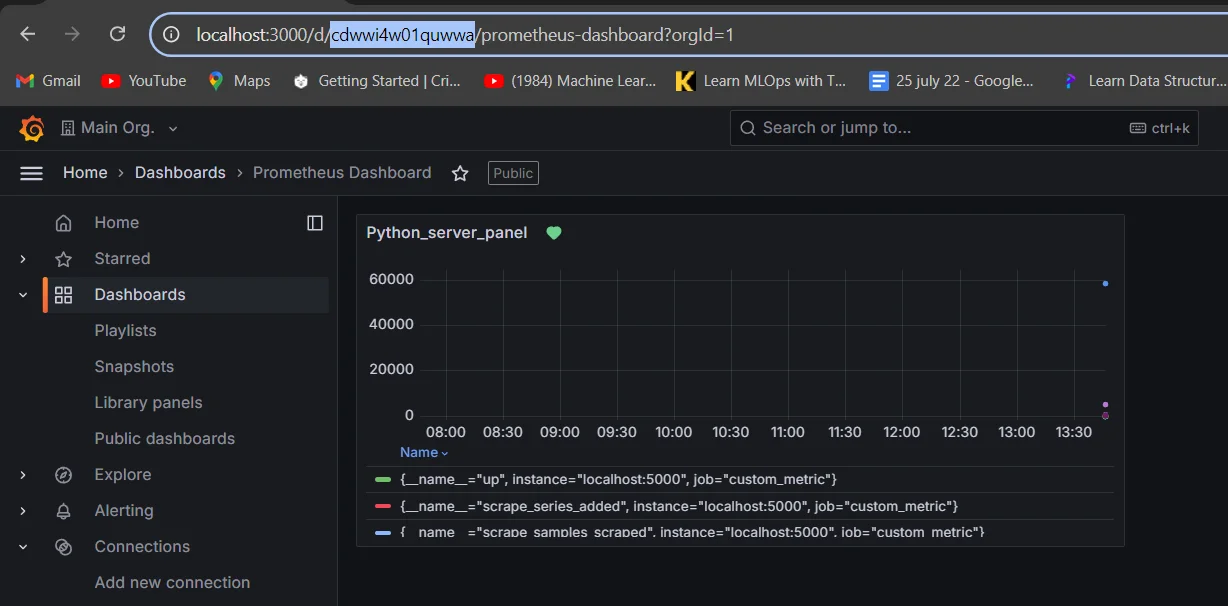 localhost:3000/d/cdwwi4w01quwwa/prometheus-dashboard?orgId=1
Gmail YouTube Maps Getting Started | Cri... (1984) Machine Lear... Learn MLOps with T... 25 july 22 - Google... Learn Data Structur...
Main Org. Search or jump to... ctrl+k
Home › Dashboards › Prometheus Dashboard Public
Home
Starred
Dashboards
Playlists
Snapshots
Library panels
Public dashboards
Explore
Alerting
Connections
Add new connection
Python_server_panel
60000
40000
20000
0
08:00 08:30 09:00 09:30 10:00 10:30 11:00 11:30 12:00 12:30 13:00 13:30
Name
{__name__="up", instance="localhost:5000", job="custom_metric"}
{__name__="scrape_series_added", instance="localhost:5000", job="custom_metric"}
{__name__="scrape_samples_scraped", instance="localhost:5000", job="custom_metric"}